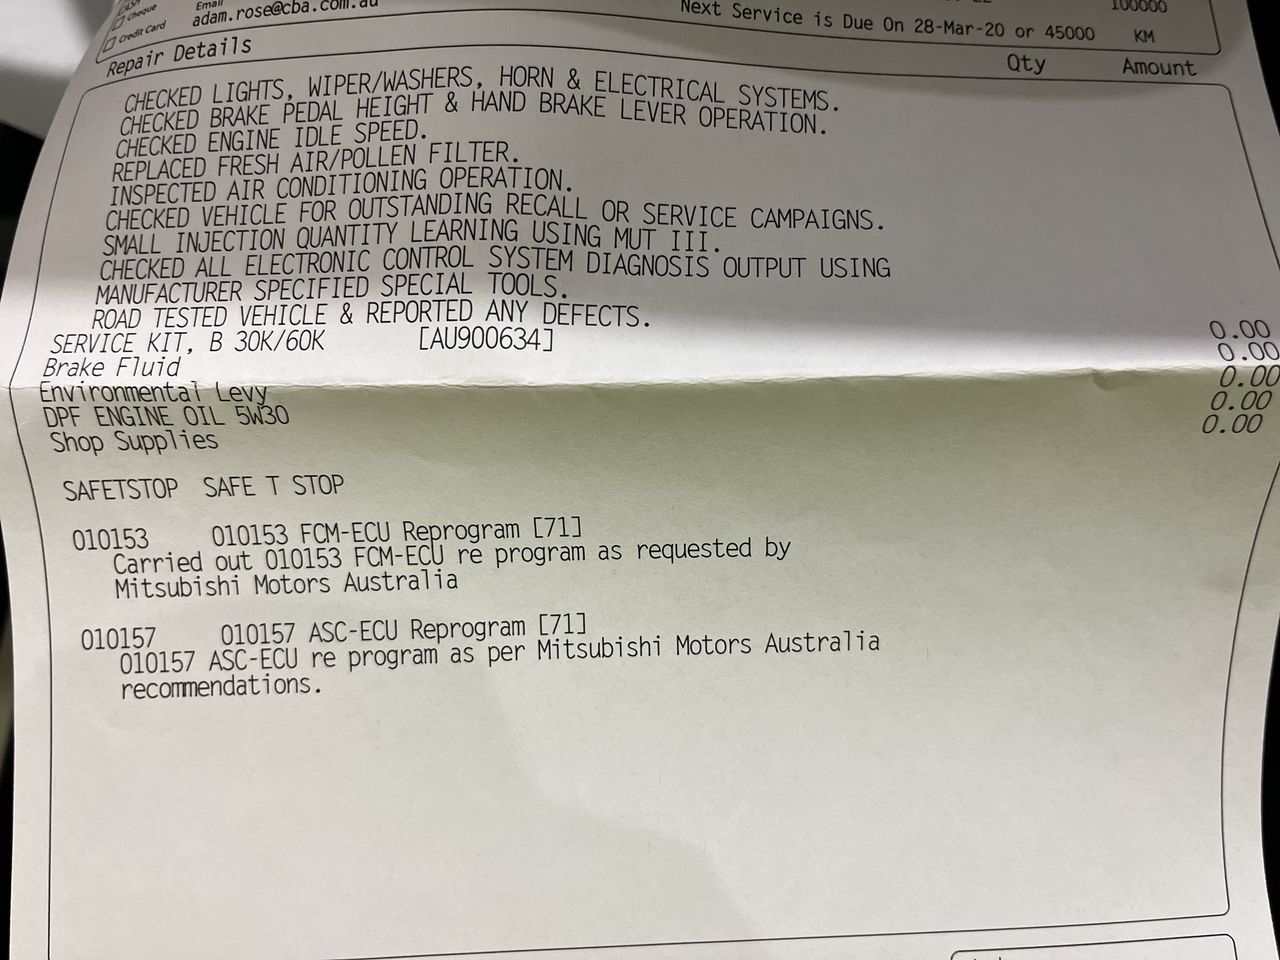 Cheque
Credit Card
Email
adam.rose@cba.com.au
100000
Next Service is Due On 28-Mar-20 or 45000 KM
Repair Details Qty Amount
CHECKED LIGHTS, WIPER/WASHERS, HORN & ELECTRICAL SYSTEMS.
CHECKED BRAKE PEDAL HEIGHT & HAND BRAKE LEVER OPERATION.
CHECKED ENGINE IDLE SPEED.
REPLACED FRESH AIR/POLLEN FILTER.
INSPECTED AIR CONDITIONING OPERATION.
CHECKED VEHICLE FOR OUTSTANDING RECALL OR SERVICE CAMPAIGNS.
SMALL INJECTION QUANTITY LEARNING USING MUT III.
CHECKED ALL ELECTRONIC CONTROL SYSTEM DIAGNOSIS OUTPUT USING
MANUFACTURER SPECIFIED SPECIAL TOOLS.
ROAD TESTED VEHICLE & REPORTED ANY DEFECTS.
SERVICE KIT, B 30K/60K [AU900634] 0.00
Brake Fluid 0.00
Environmental Levy 0.00
DPF ENGINE OIL 5W30 0.00
Shop Supplies 0.00
SAFETSTOP SAFE T STOP
010153 010153 FCM-ECU Reprogram [71]
Carried out 010153 FCM-ECU re program as requested by
Mitsubishi Motors Australia
010157 010157 ASC-ECU Reprogram [71]
010157 ASC-ECU re program as per Mitsubishi Motors Australia
recommendations.